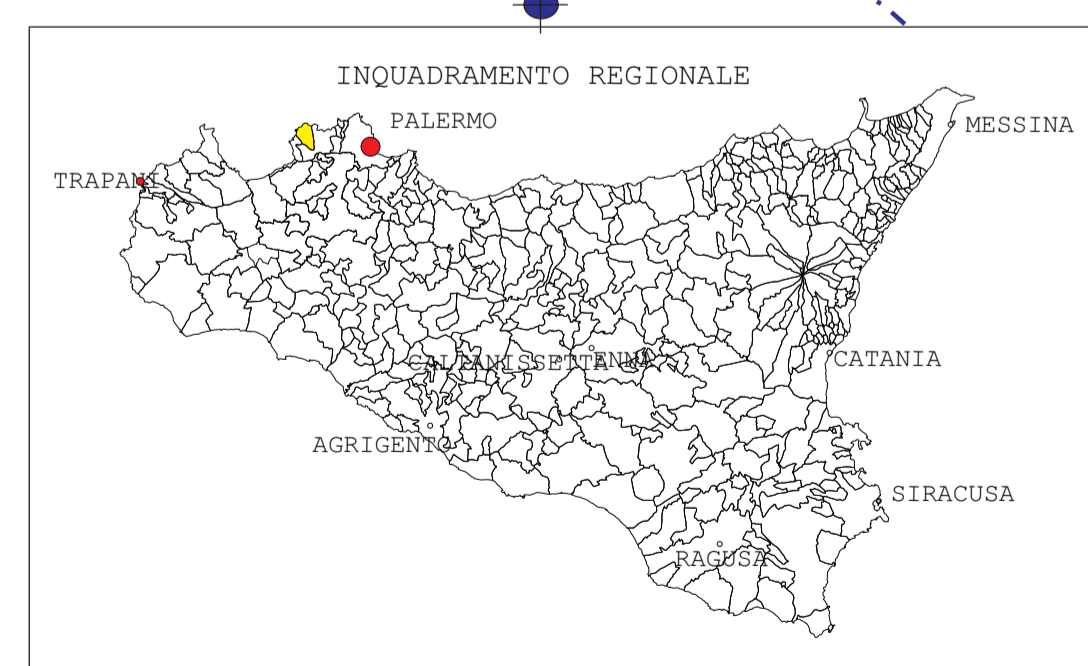 INQUADRAMENTO REGIONALE
PALERMO
MESSINA
TRAPANI
CALTANISSETTA
ENNA
CATANIA
AGRIGENTO
SIRACUSA
RAGUSA